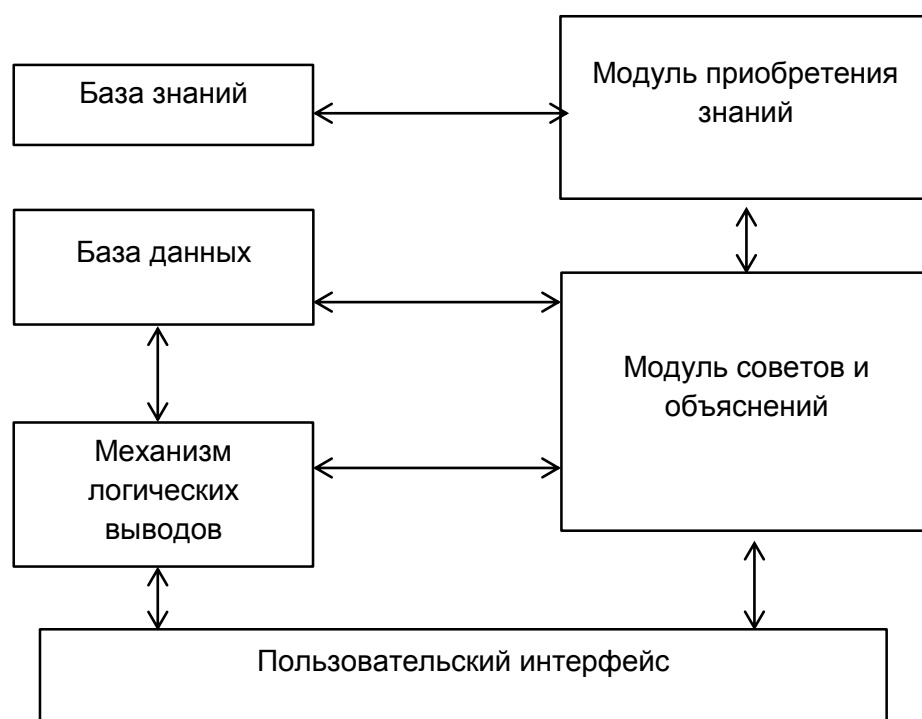 База знаний
Модуль приобретения
знаний
База данных
Модуль советов и
объяснений
Механизм
логических
выводов
Пользовательский интерфейс